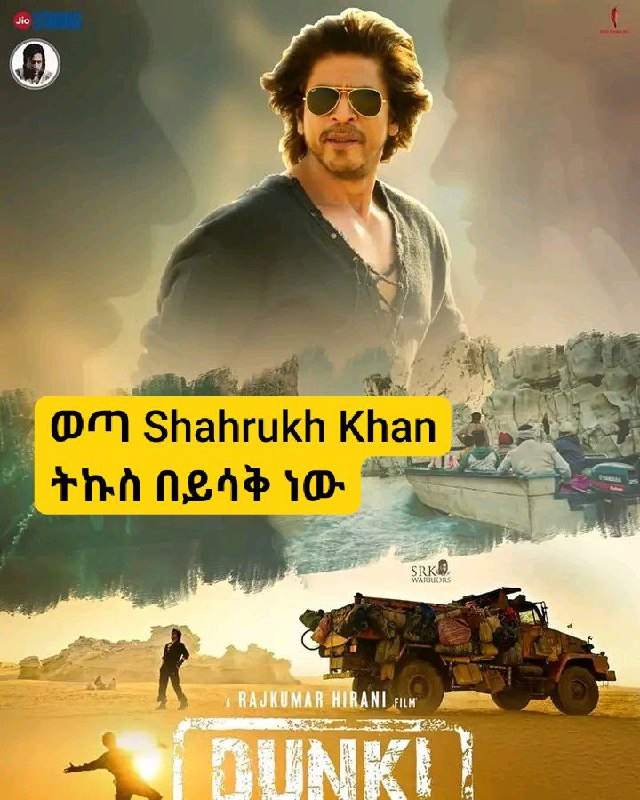 Jio
ወጣ Shahrukh Khan
ትኩስ በይሳቅ ነው
SRK
WARRIORS
A RAJKUMAR HIRANI FILM
DUNKI